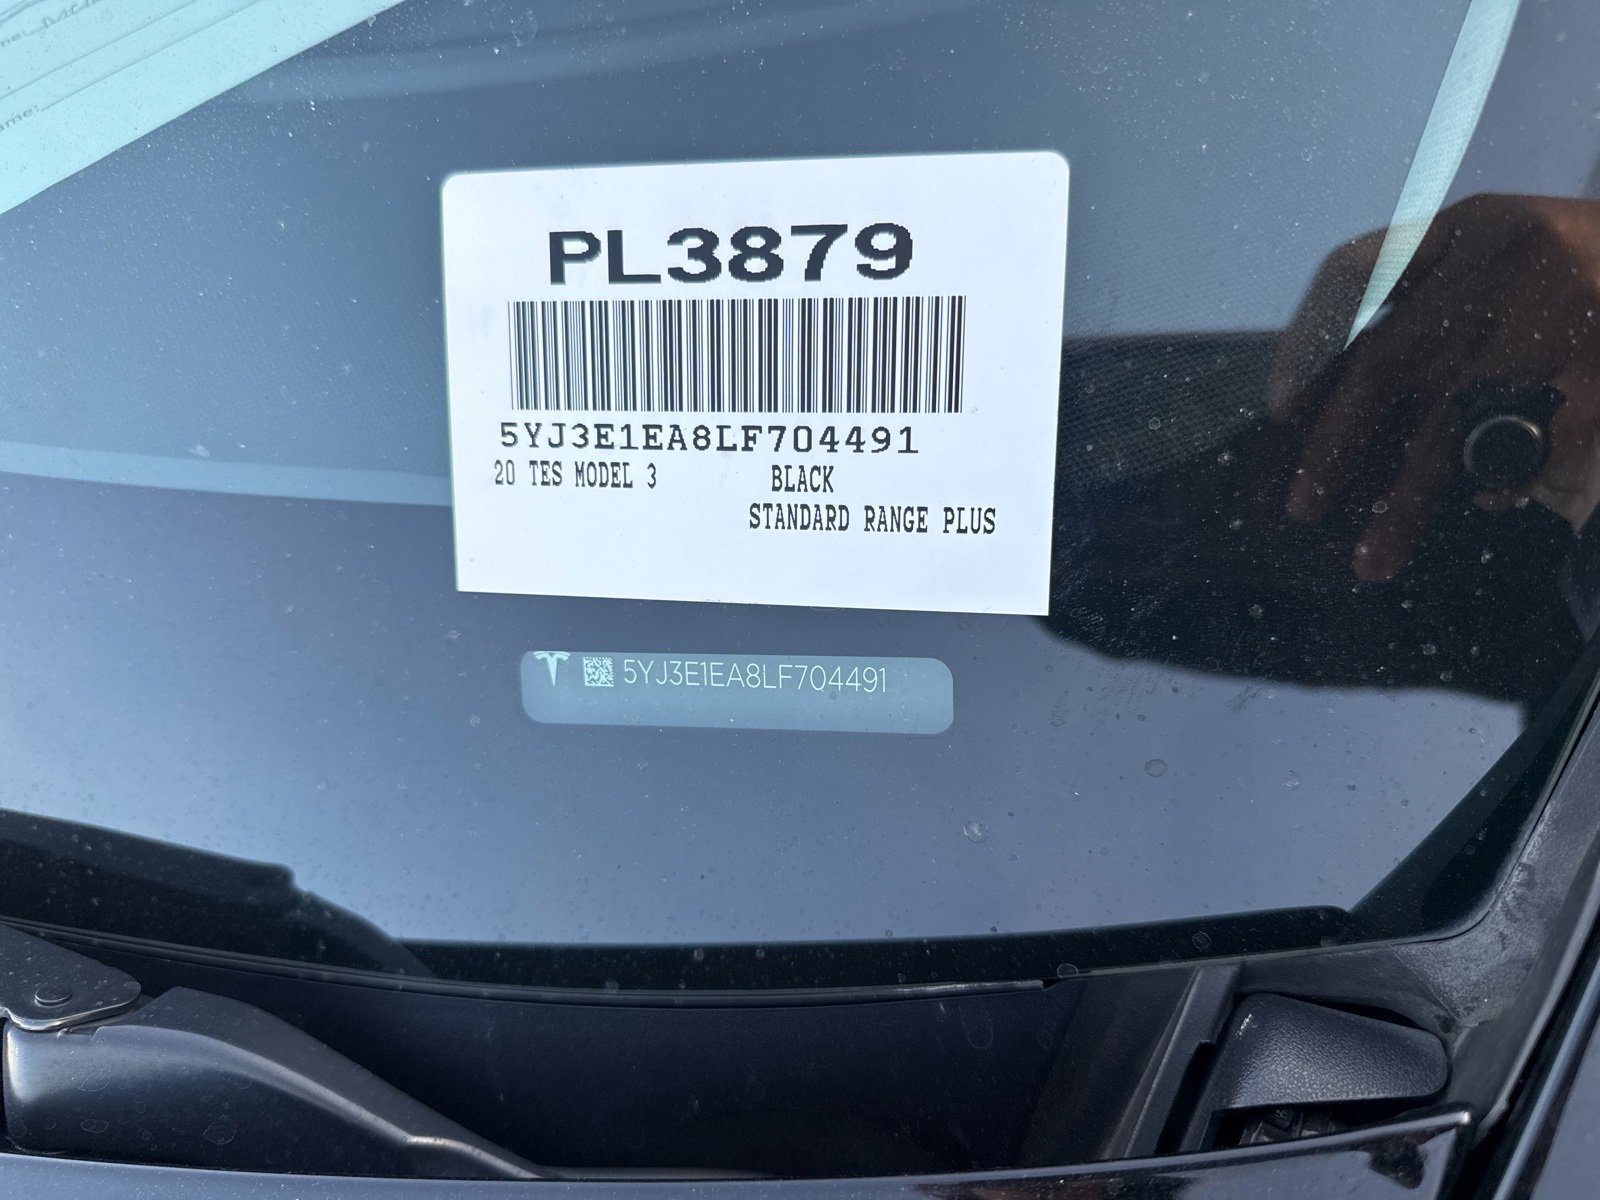 PL3879
5YJ3E1EA8LF704491
20 TES MODEL 3 BLACK
STANDARD RANGE PLUS
5YJ3E1EA8LF704491